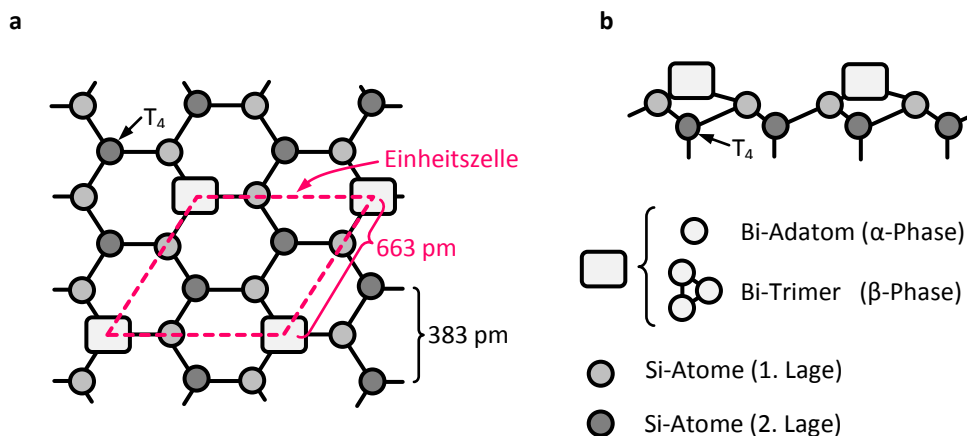 a
b
T4
Einheitszelle
663 pm
383 pm
T4
Bi-Adatom (α-Phase)
Bi-Trimer (β-Phase)
Si-Atome (1. Lage)
Si-Atome (2. Lage)